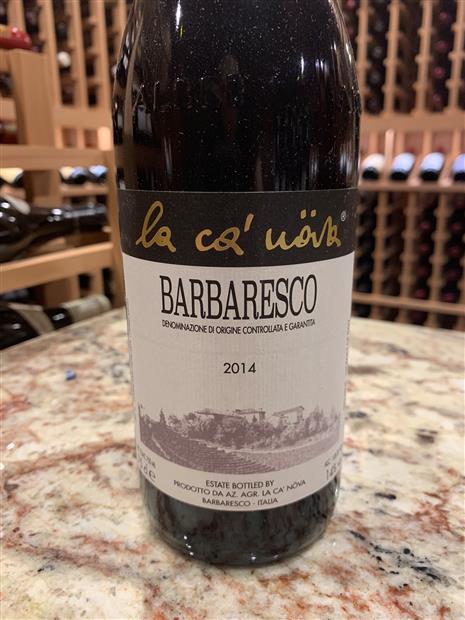 la ca' növa®
BARBARESCO
DENOMINAZIONE DI ORIGINE CONTROLLATA E GARANTITA
2014
ESTATE BOTTLED BY
PRODOTTO DA AZ. AGR. LA CA' NÖVA
BARBARESCO - ITALIA